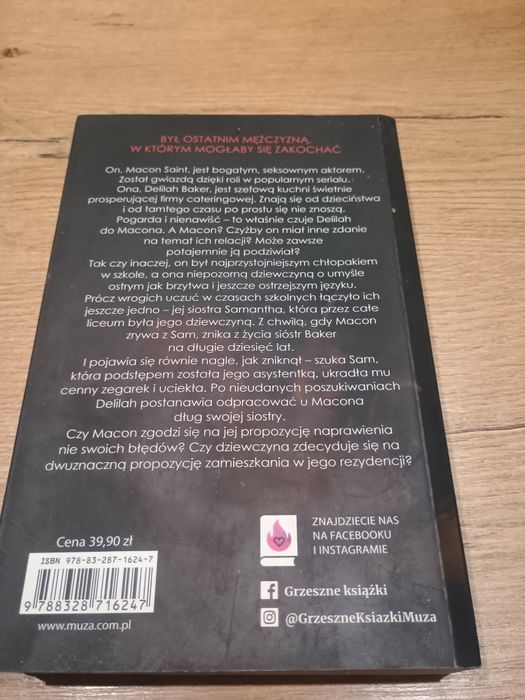 BYŁ OSTATNIM MĘŻCZYZNĄ,
W KTÓRYM MOGŁABY SIĘ ZAKOCHAĆ
On, Macon Saint, jest bogatym, seksownym aktorem.
Został gwiazdą dzięki roli w popularnym serialu.
Ona, Delilah Baker, jest szefową kuchni świetnie
prosperującej firmy cateringowej. Znają się od dzieciństwa
i od tamtego czasu po prostu się nie znoszą.
Pogarda i nienawiść – to właśnie czuje Delilah
do Macona. A Macon? Czyżby on miał inne zdanie
na temat ich relacji? Może zawsze
potajemnie ją podziwiał?
Tak czy inaczej, on był najprzystojniejszym chłopakiem
w szkole, a ona niepozorną dziewczyną o umyśle
ostrym jak brzytwa i jeszcze ostrzejszym języku.
Prócz wrogich uczuć w czasach szkolnych łączyło ich
jeszcze jedno – jej siostra Samantha, która przez całe
liceum była jego dziewczyną. Z chwilą, gdy Macon
zrywa z Sam, znika z życia sióstr Baker
na długie dziesięć lat.
I pojawia się równie nagle, jak zniknął – szuka Sam,
która podstępem została jego asystentką, ukradła mu
cenny zegarek i uciekła. Po nieudanych poszukiwaniach
Delilah postanawia odpracować u Macona
dług swojej siostry.
Czy Macon zgodzi się na jej propozycję naprawienia
nie swoich błędów? Czy dziewczyna zdecyduje się na
dwuznaczną propozycję zamieszkania w jego rezydencji?
Cena 39,90 zł
ISBN 978-83-287-1624-7
9 788328 716247
www.muza.com.pl
ZNAJDZIECIE NAS
NA FACEBOOKU
I INSTAGRAMIE
Grzeszne książki
@GrzeszneKsiazkiMuza